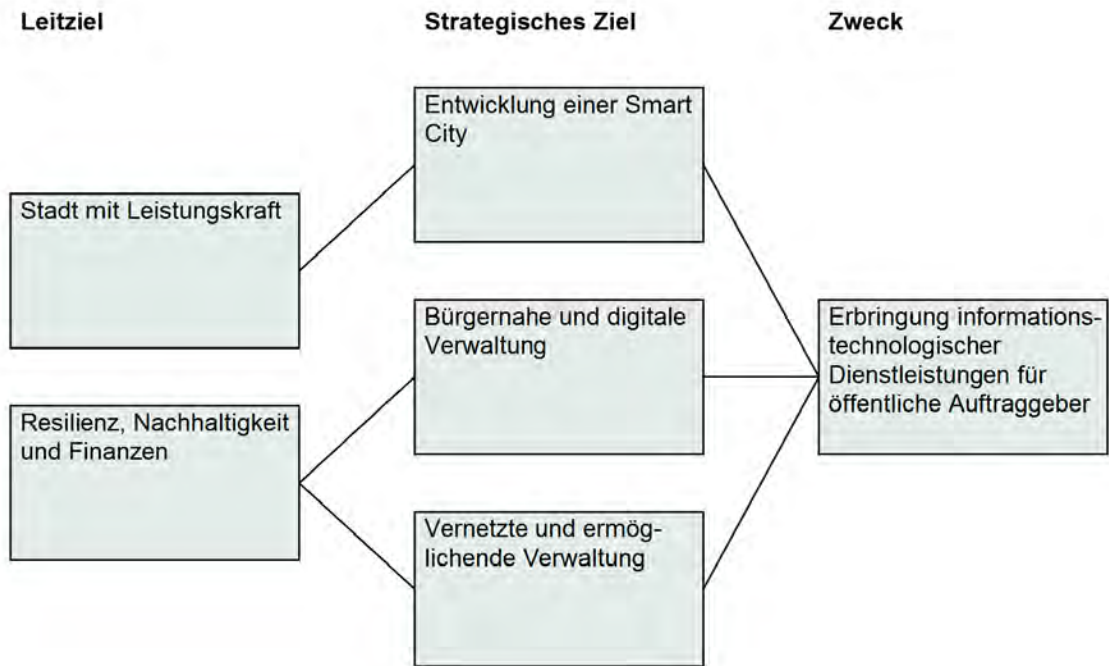 Leitziel
Strategisches Ziel
Zweck
Stadt mit Leistungskraft
Resilienz, Nachhaltigkeit
und Finanzen
Entwicklung einer Smart
City
Bürgernahe und digitale
Verwaltung
Vernetzte und ermög-
lichende Verwaltung
Erbringung informations-
technologischer
Dienstleistungen für
öffentliche Auftraggeber